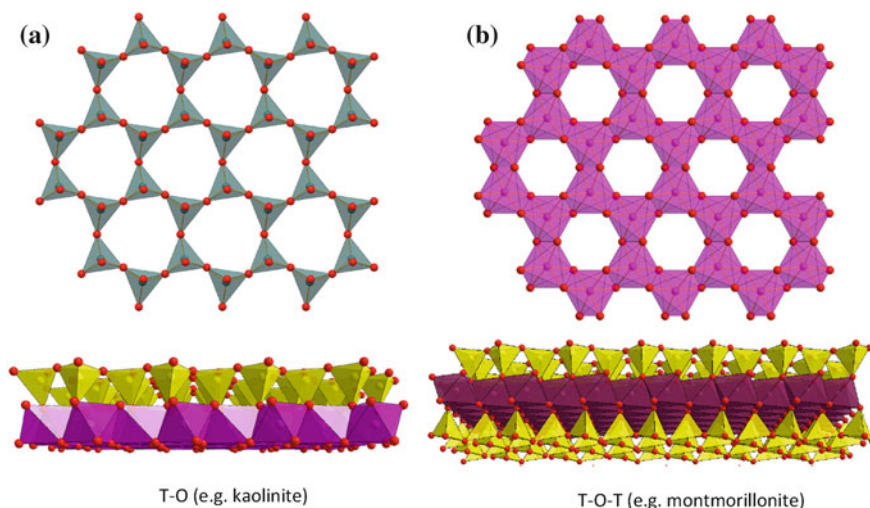 (a)
(b)
T-O (e.g. kaolinite)
T-O-T (e.g. montmorillonite)